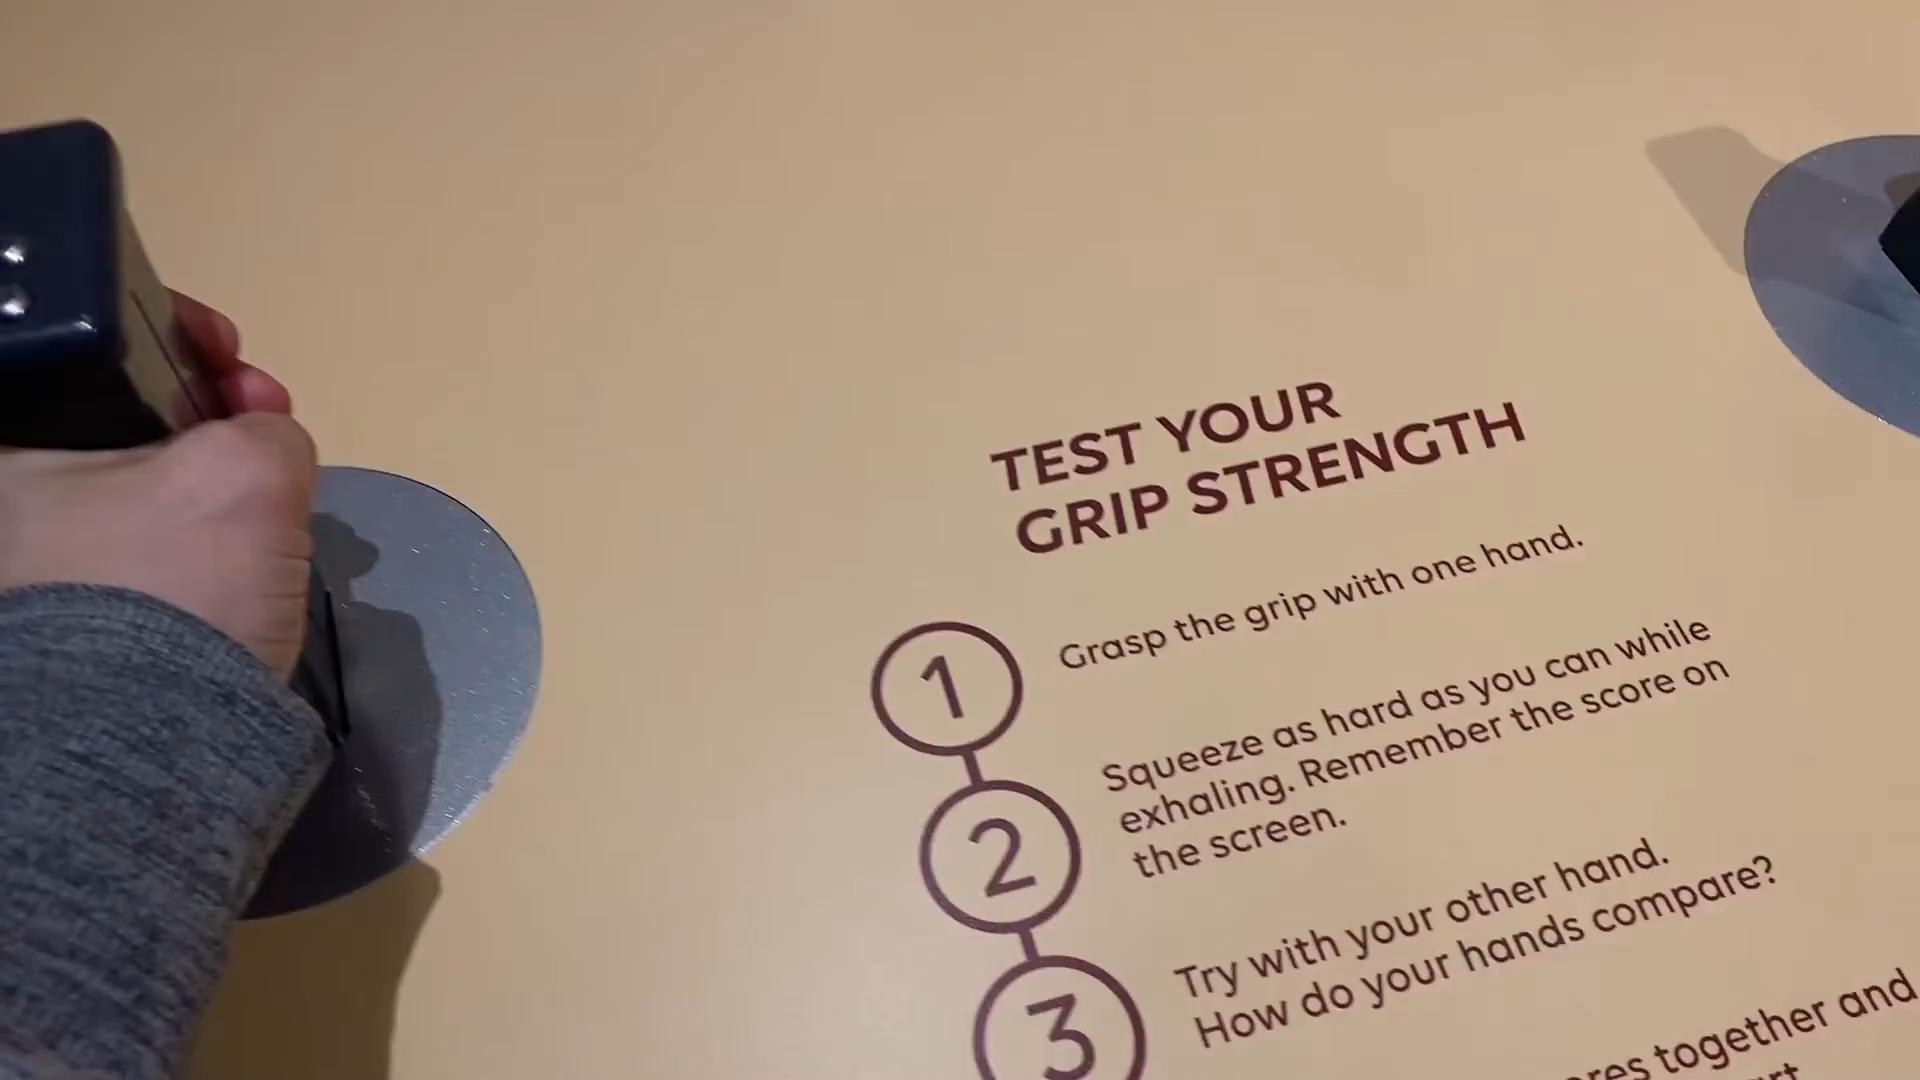 TEST YOUR
GRIP STRENGTH
1
Grasp the grip with one hand.
2
Squeeze as hard as you can while
exhaling. Remember the score on
the screen.
3
Try with your other hand.
How do your hands compare?
together and